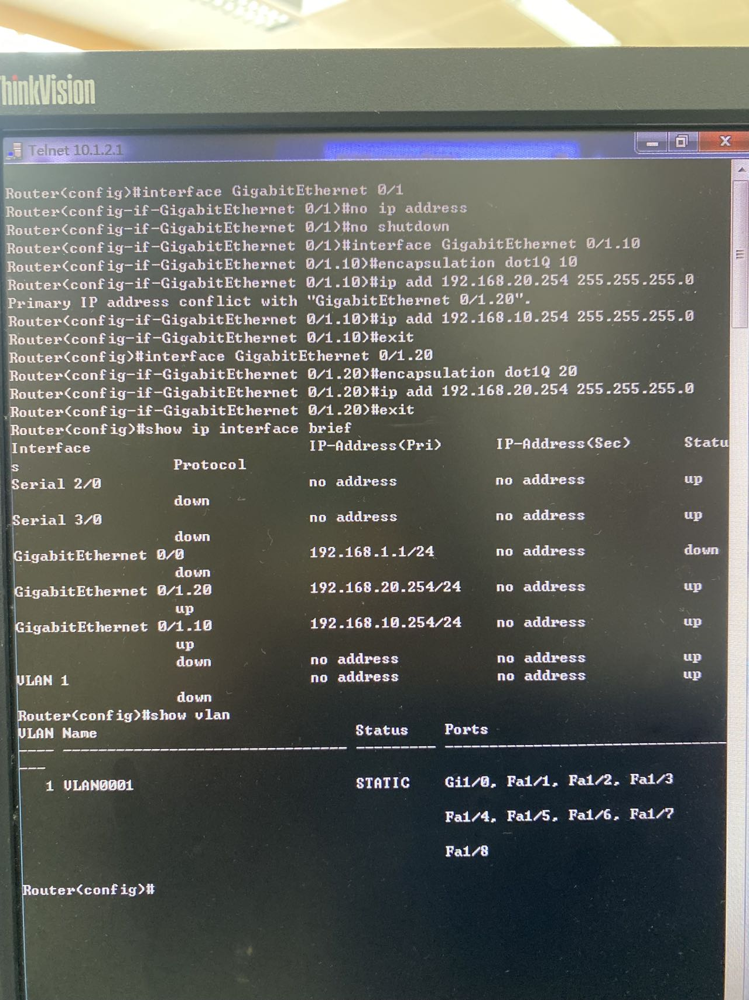 ThinkVision
Telnet 10.1.2.1
Router(config)#interface GigabitEthernet 0/1
Router(config-if-GigabitEthernet 0/1)#no ip address
Router(config-if-GigabitEthernet 0/1)#no shutdown
Router(config-if-GigabitEthernet 0/1)#interface GigabitEthernet 0/1.10
Router(config-if-GigabitEthernet 0/1.10)#encapsulation dot1Q 10
Router(config-if-GigabitEthernet 0/1.10)#ip add 192.168.20.254 255.255.255.0
Primary IP address conflict with "GigabitEthernet 0/1.20".
Router(config-if-GigabitEthernet 0/1.10)#ip add 192.168.10.254 255.255.255.0
Router(config-if-GigabitEthernet 0/1.10)#exit
Router(config)#interface GigabitEthernet 0/1.20
Router(config-if-GigabitEthernet 0/1.20)#encapsulation dot1Q 20
Router(config-if-GigabitEthernet 0/1.20)#ip add 192.168.20.254 255.255.255.0
Router(config-if-GigabitEthernet 0/1.20)#exit
Router(config)#show ip interface brief
Interface IP-Address(Pri) IP-Address(Sec) Statu
s Protocol
Serial 2/0 no address no address up
down
Serial 3/0 no address no address up
down
GigabitEthernet 0/0 192.168.1.1/24 no address down
down
GigabitEthernet 0/1.20 192.168.20.254/24 no address up
up
GigabitEthernet 0/1.10 192.168.10.254/24 no address up
up
down no address no address up
VLAN 1 no address no address up
down
Router(config)#show vlan
VLAN Name Status Ports
---- -------------------------------- --------- -------------------------------
---
1 VLAN0001 STATIC Gi1/0, Fa1/1, Fa1/2, Fa1/3
Fa1/4, Fa1/5, Fa1/6, Fa1/7
Fa1/8
Router(config)#